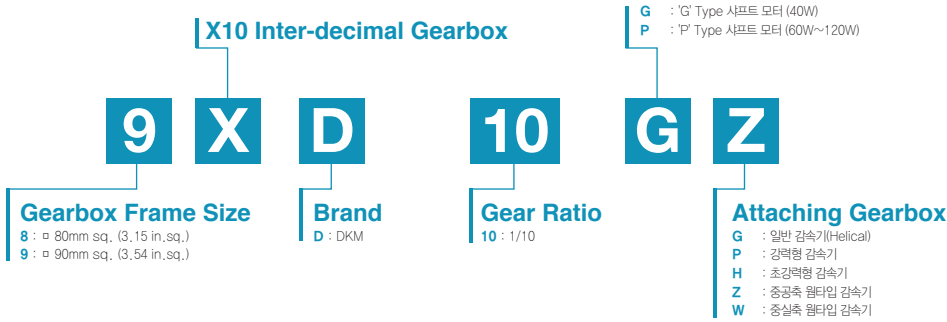 G : 'G' Type 샤프트 모터 (40W)
P : 'P' Type 샤프트 모터 (60W~120W)
X10 Inter-decimal Gearbox
9 X D 10 G Z
Gearbox Frame Size
8 : ㅁ 80mm sq. (3.15 in.sq.)
9 : ㅁ 90mm sq. (3.54 in.sq.)
Brand
D : DKM
Gear Ratio
10 : 1/10
Attaching Gearbox
G : 일반 감속기(Helical)
P : 강력형 감속기
H : 초강력형 감속기
Z : 중공축 웜타입 감속기
W : 중실축 웜타입 감속기